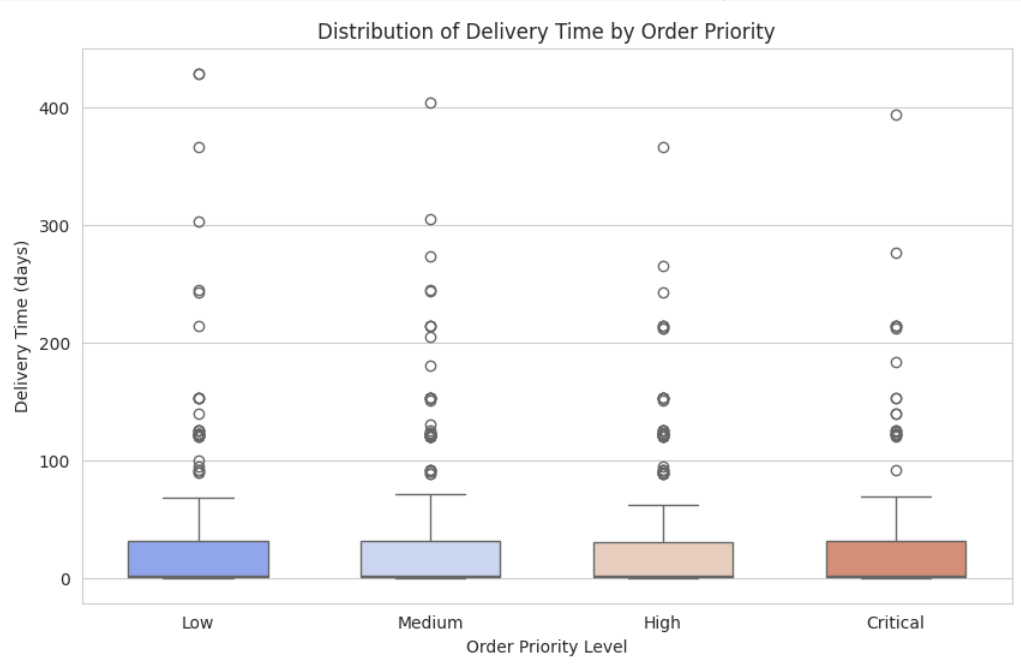 Distribution of Delivery Time by Order Priority
400
300
200
100
0
Delivery Time (days)
Low Medium High Critical
Order Priority Level